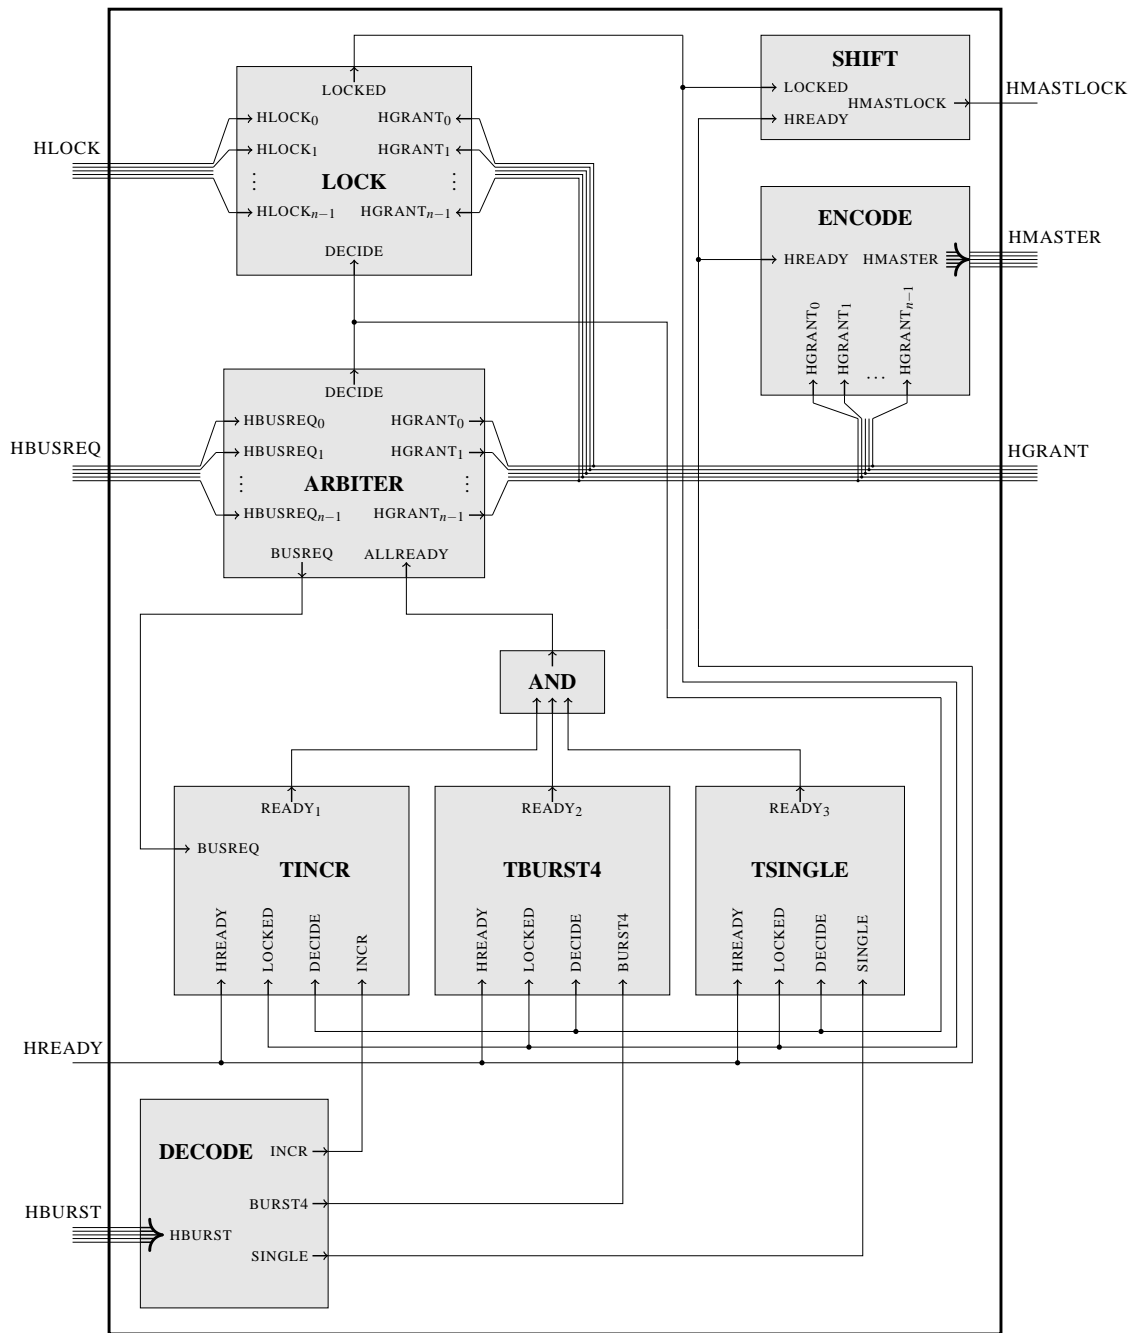 SHIFT
LOCKED
HMASTLOCK
HREADY
HMASTLOCK
LOCKED
HLOCK
HLOCK₀ HGRANT₀
HLOCK₁ HGRANT₁
⋮ LOCK ⋮
HLOCKₙ₋₁ HGRANTₙ₋₁
DECIDE
ENCODE
HREADY HMASTER
HMASTER
HGRANT₀ HGRANT₁ … HGRANTₙ₋₁
DECIDE
HBUSREQ
HBUSREQ₀ HGRANT₀
HBUSREQ₁ HGRANT₁
⋮ ARBITER ⋮
HBUSREQₙ₋₁ HGRANTₙ₋₁
BUSREQ ALLREADY
HGRANT
AND
READY₁
BUSREQ
TINCR
HREADY LOCKED DECIDE INCR
READY₂
TBURST4
HREADY LOCKED DECIDE BURST4
READY₃
TSINGLE
HREADY LOCKED DECIDE SINGLE
HREADY
DECODE INCR
BURST4
HBURST
HBURST
SINGLE